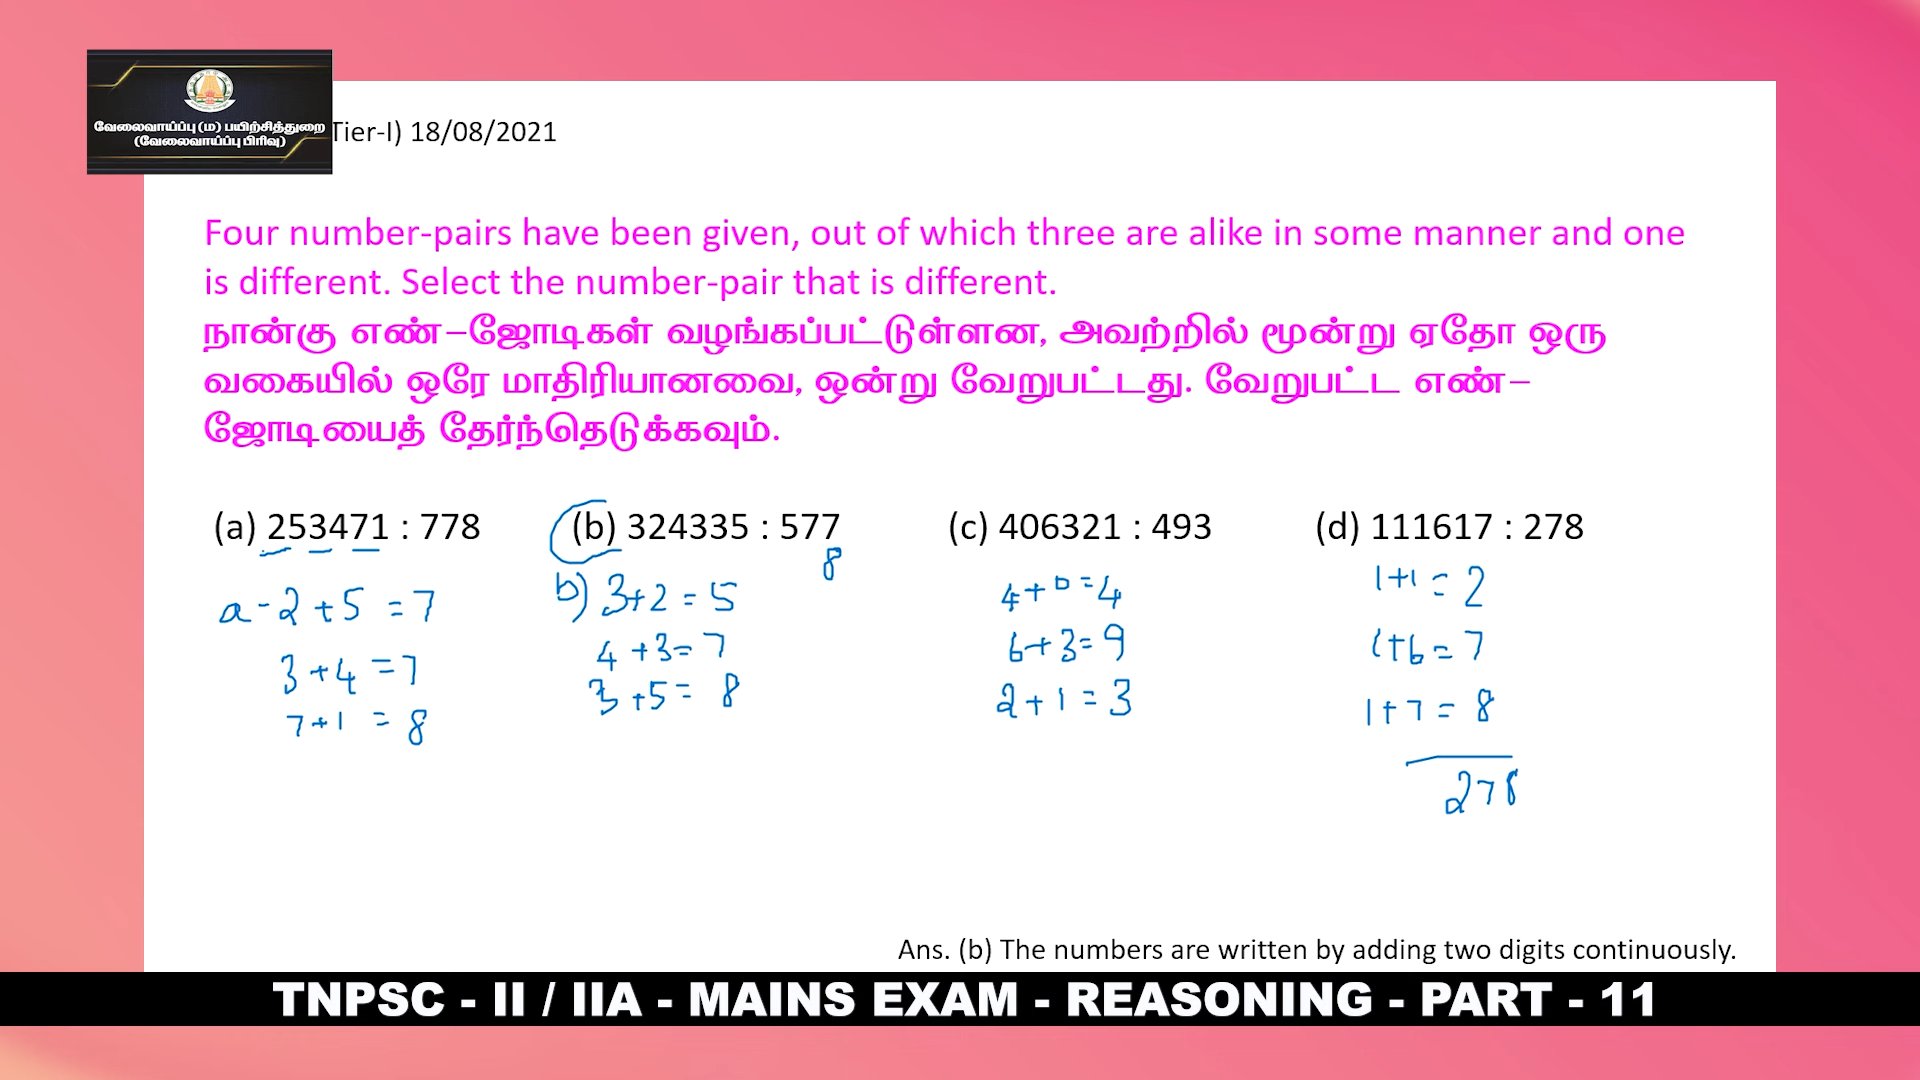 வேலைவாய்ப்பு (ம) பயிற்சித்துறை
(வேலைவாய்ப்பு பிரிவு)
Tier-I) 18/08/2021
Four number-pairs have been given, out of which three are alike in some manner and one
is different. Select the number-pair that is different.
நான்கு எண்-ஜோடிகள் வழங்கப்பட்டுள்ளன, அவற்றில் மூன்று ஏதோ ஒரு
வகையில் ஒரே மாதிரியானவை, ஒன்று வேறுபட்டது. வேறுபட்ட எண்-
ஜோடியைத் தேர்ந்தெடுக்கவும்.
(a) 253471 : 778 (b) 324335 : 577 (c) 406321 : 493 (d) 111617 : 278
8
a - 2 + 5 = 7 b) 3+2 = 5 4+0=4 1+1 = 2
3 + 4 = 7 4 +3= 7 6+3=9 1+6 = 7
7+1 = 8 3 +5= 8 2+1=3 1+7 = 8
278
Ans. (b) The numbers are written by adding two digits continuously.
TNPSC - II / IIA - MAINS EXAM - REASONING - PART - 11